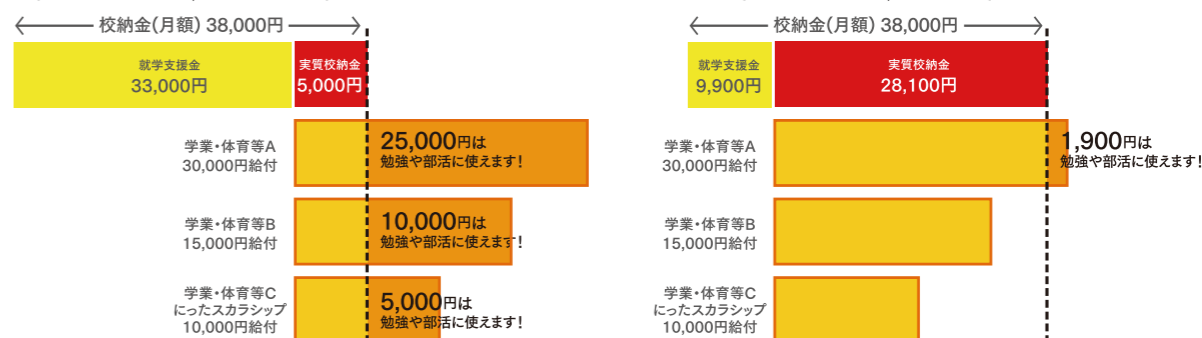 校納金(月額) 38,000円
就学支援金
33,000円
実質校納金
5,000円
学業・体育等A
30,000円給付
25,000円は
勉強や部活に使えます!
学業・体育等B
15,000円給付
10,000円は
勉強や部活に使えます!
学業・体育等C
にったスカラシップ
10,000円給付
5,000円は
勉強や部活に使えます!
校納金(月額) 38,000円
就学支援金
9,900円
実質校納金
28,100円
学業・体育等A
30,000円給付
1,900円は
勉強や部活に使えます!
学業・体育等B
15,000円給付
学業・体育等C
にったスカラシップ
10,000円給付